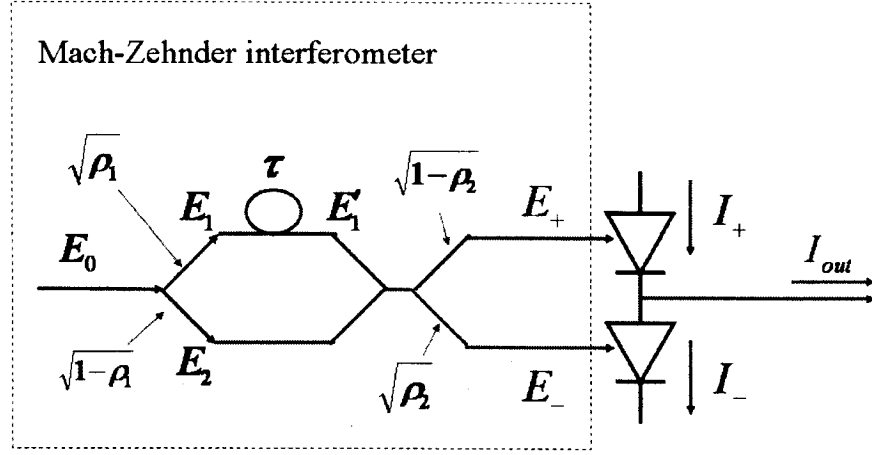 Mach-Zehnder interferometer
√ρ₁
τ
√1−ρ₂
E₁
E₁′
E₊
I₊
E₀
I_out
√1−ρ₁
E₂
√ρ₂
E₋
I₋